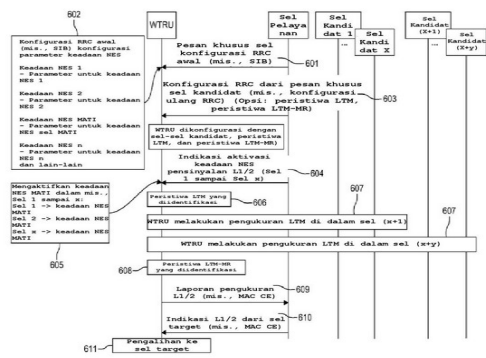 602
WTRU
Sel
Pelaya
nan
Sel
Kandi
dat 1
...
Sel
Kandi
dat X
Sel
Kandidat
(X+1)
...
Sel
Kandidat
(X+y)
Konfigurasi RRC awal
(mis., SIB) konfigurasi
parameter keadaan NES
Keadaan NES 1
- Parameter untuk keadaan
NES 1
Keadaan NES 2
- Parameter untuk keadaan
NES 2
Keadaan NES MATI
- Parameter untuk keadaan
NES sel MATI
Keadaan NES n
- Parameter untuk keadaan
NES n
dan lain-lain
Pesan khusus sel
konfigurasi RRC
awal (mis., SIB)
601
Konfigurasi RRC dari pesan khusus
sel kandidat (mis., konfigurasi
ulang RRC) (Opsi: peristiwa LTM,
peristiwa LTM-MR)
603
WTRU dikonfigurasi dengan
sel-sel kandidat, peristiwa
LTM, dan peristiwa LTM-MR)
Indikasi aktivasi
keadaan NES
pensinyalan L1/2 (Sel
1 sampai Sel x)
604
Mengaktifkan keadaan
NES MATI dalam mis.,
Sel 1 sampai x:
Sel 1 -> keadaan NES
MATI
Sel 2 -> keadaan NES
MATI
Sel x -> keadaan NES
MATI
605
Peristiwa LTM yang
diidentifikasi
606
607
WTRU melakukan pengukuran LTM di dalam sel (x+1)
607
WTRU melakukan pengukuran LTM di dalam sel (x+y)
608
Peristiwa LTM-MR
yang diidentifikasi
Laporan pengukuran
L1/2 (mis., MAC CE)
609
Indikasi L1/2 dari sel
target (mis., MAC CE)
610
611
Pengalihan ke
sel target